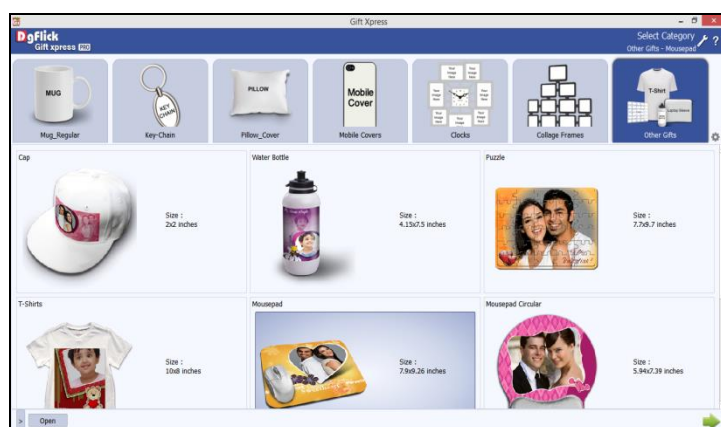 Gift Xpress
DgFlick
Gift xpress PRO
Select Category
Other Gifts - Mousepad
?
MUG
KEY
CHAIN
PILLOW
Mobile
Cover
T-Shirt
Mug_Regular
Key-Chain
Pillow_Cover
Mobile Covers
Clocks
Collage Frames
Other Gifts
Cap
Size :
2x2 inches
Water Bottle
Size :
4.15x7.5 inches
Puzzle
Size :
7.7x9.7 inches
T-Shirts
Size :
10x8 inches
Mousepad
Size :
7.9x9.26 inches
Mousepad Circular
Size :
5.94x7.39 inches
> Open